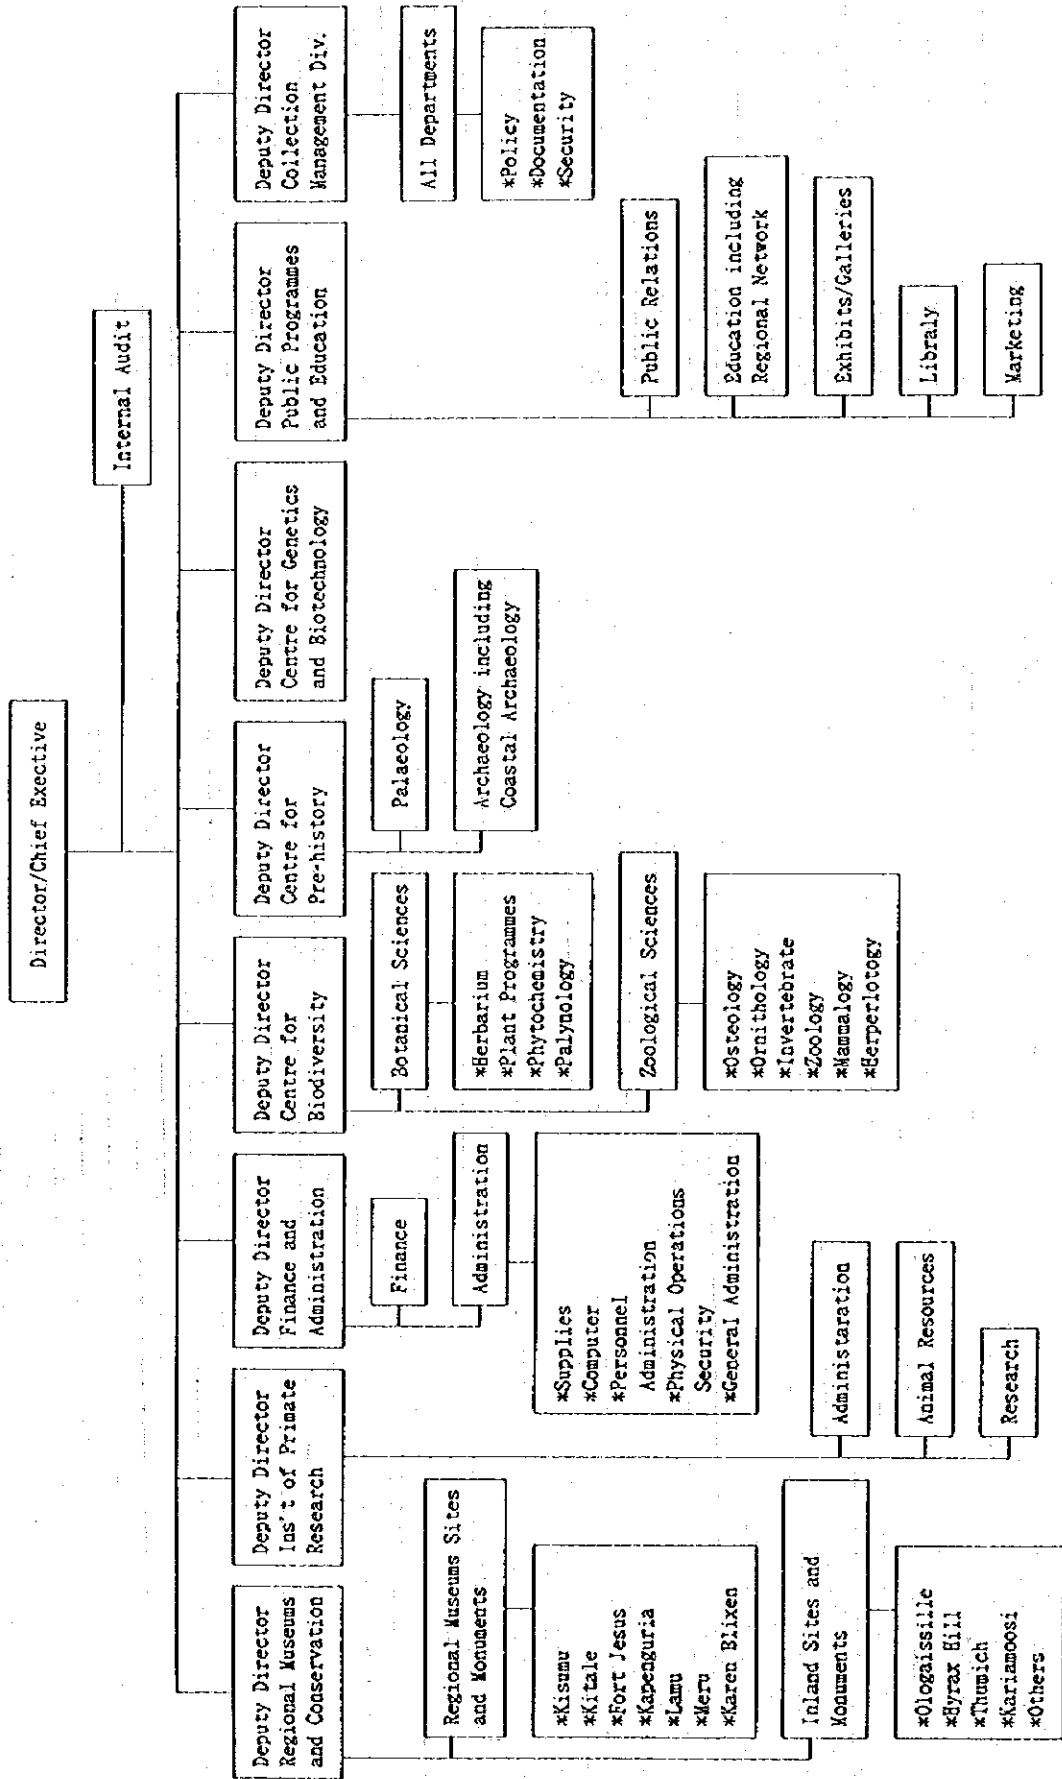 Director/Chief Exective
Internal Audit
Deputy Director
Regional Museums
and Conservation
Regional Museums Sites
and Monuments
*Kisumu
*Kitale
*Fort Jesus
*Kapenguria
*Lamu
*Meru
*Karen Blixen
Inland Sites and
Monuments
*Ologaissille
*Hyrax Hill
*Thumich
*Kariamoosi
*Others
Deputy Director
Ins't of Primate
Research
Administaration
Animal Resources
Research
Deputy Director
Finance and
Administration
Finance
Administration
*Supplies
*Computer
*Personnel
Administration
*Physical Operations
Security
*General Administration
Deputy Director
Centre for
Biodiversity
Botanical Sciences
*Herbarium
*Plant Programmes
*Phytochemistry
*Palynology
Zoological Sciences
*Osteology
*Ornithology
*Invertebrate
*Zoology
*Mammalogy
*Herperlotogy
Deputy Director
Centre for
Pre-history
Palaeology
Archaeology including
Coastal Archaeology
Deputy Director
Centre for Genetics
and Biotechnology
Deputy Director
Public Programmes
and Education
Public Relations
Education including
Regional Network
Exhibits/Galleries
Libraly
Marketing
Deputy Director
Collection
Management Div.
All Departments
*Policy
*Documentation
*Security